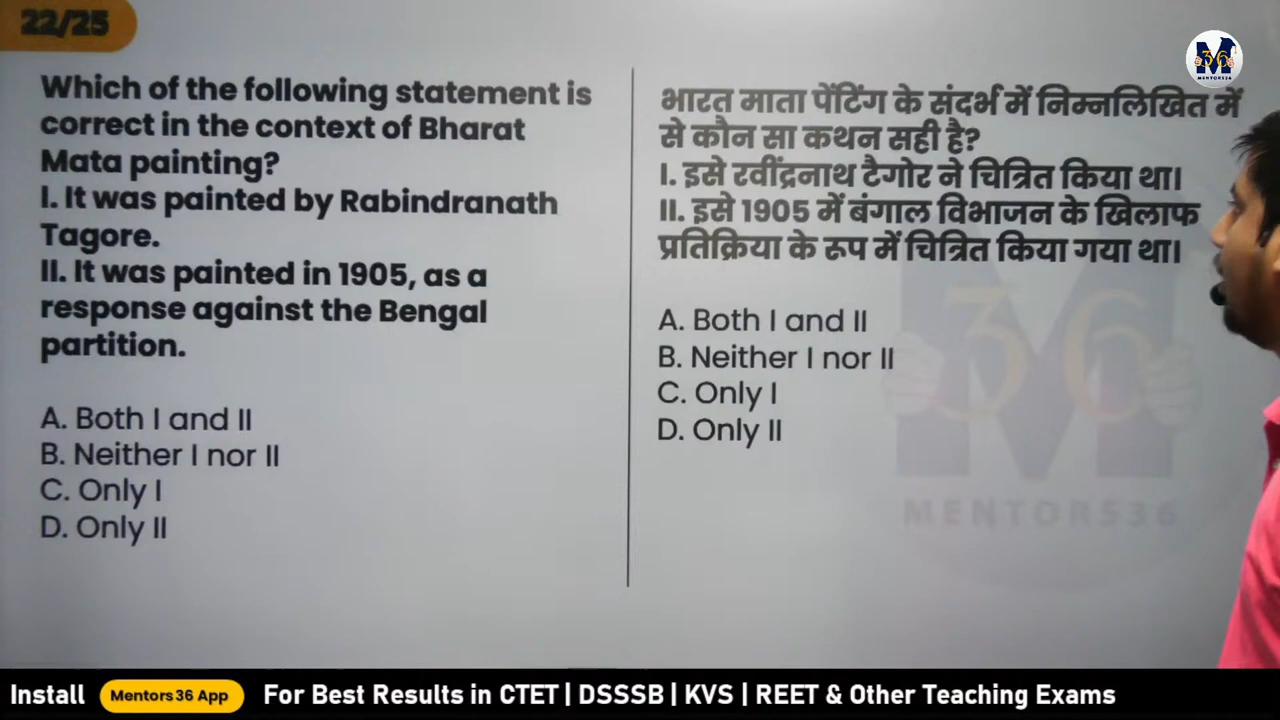 22/25
Which of the following statement is
correct in the context of Bharat
Mata painting?
I. It was painted by Rabindranath
Tagore.
II. It was painted in 1905, as a
response against the Bengal
partition.
A. Both I and II
B. Neither I nor II
C. Only I
D. Only II
भारत माता पेंटिंग के संदर्भ में निम्नलिखित में
से कौन सा कथन सही है?
I. इसे रवींद्रनाथ टैगोर ने चित्रित किया था।
II. इसे 1905 में बंगाल विभाजन के खिलाफ
प्रतिक्रिया के रूप में चित्रित किया गया था।
A. Both I and II
B. Neither I nor II
C. Only I
D. Only II
M
36
MENTORS36
36
MENTORS36
Install Mentors36 App For Best Results in CTET | DSSSB | KVS | REET & Other Teaching Exams